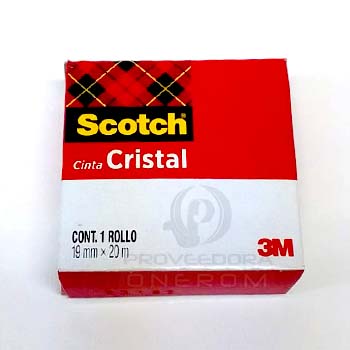 Scotch
Cinta Cristal
CONT. 1 ROLLO
19 mm × 20 m
3M
PROVEEDORA
ONEROM